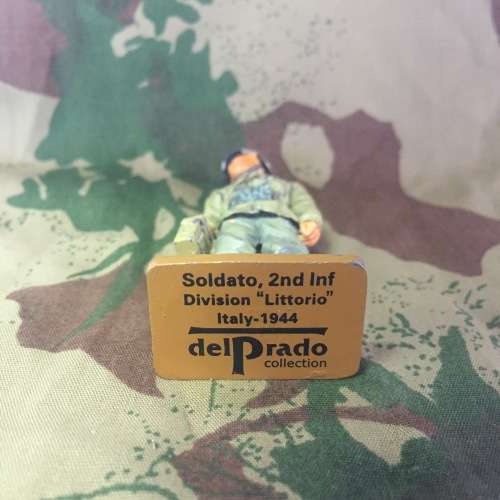 Soldato, 2nd Inf
Division "Littorio"
Italy-1944
delPrado
collection